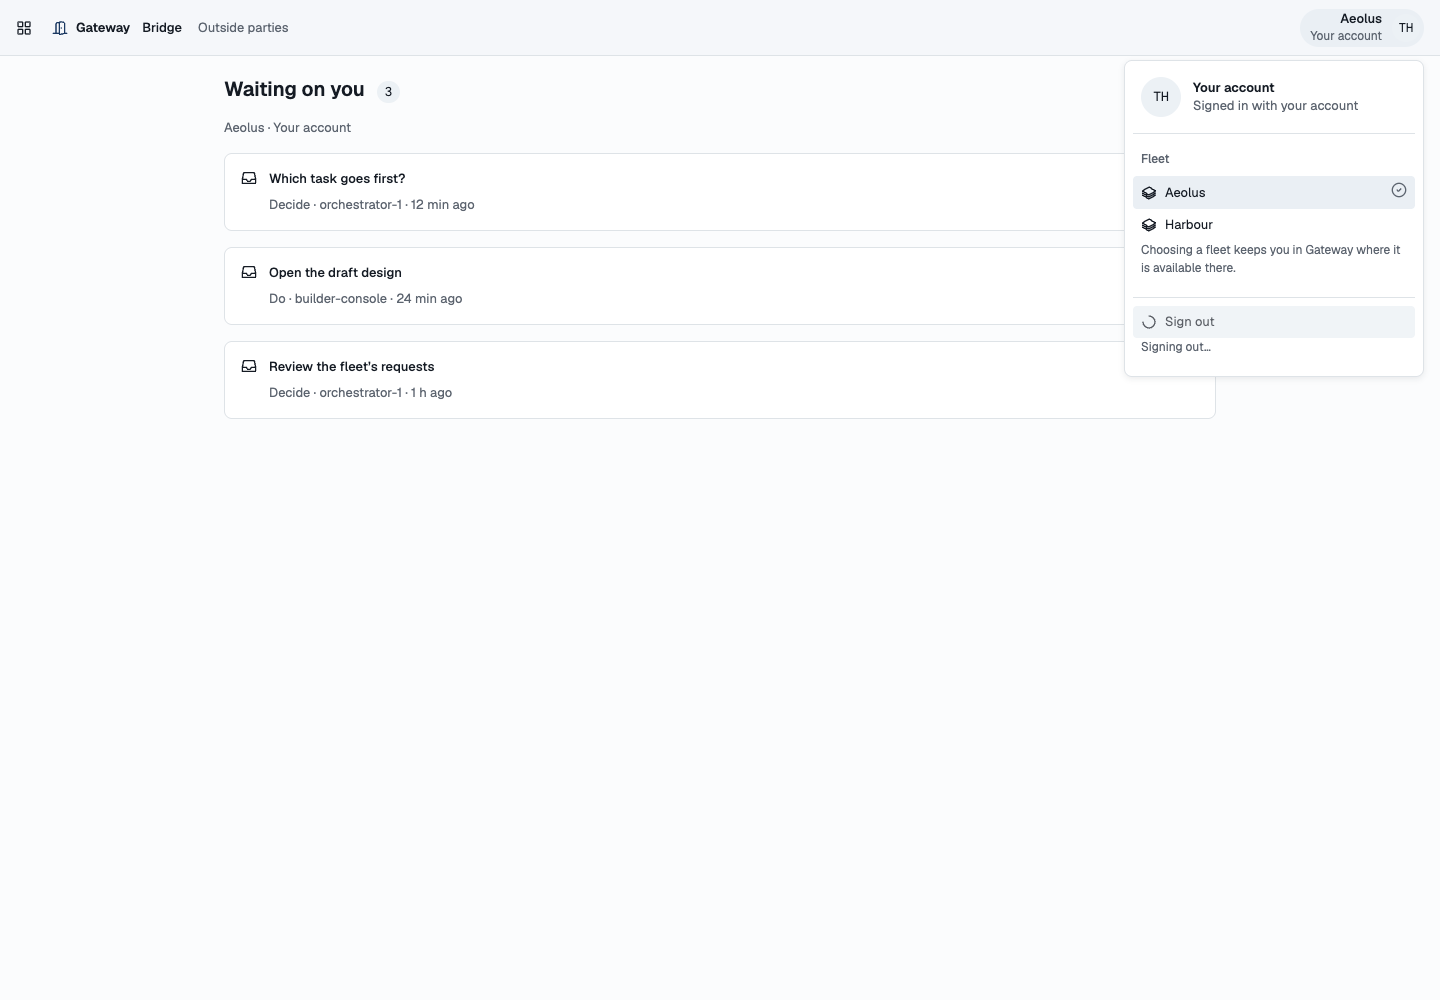 Gateway Bridge Outside parties
Aeolus
Your account
TH
Waiting on you 3
Aeolus · Your account
Which task goes first?
Decide · orchestrator-1 · 12 min ago
Open the draft design
Do · builder-console · 24 min ago
Review the fleet's requests
Decide · orchestrator-1 · 1 h ago
TH
Your account
Signed in with your account
Fleet
Aeolus
Harbour
Choosing a fleet keeps you in Gateway where it
is available there.
Sign out
Signing out...